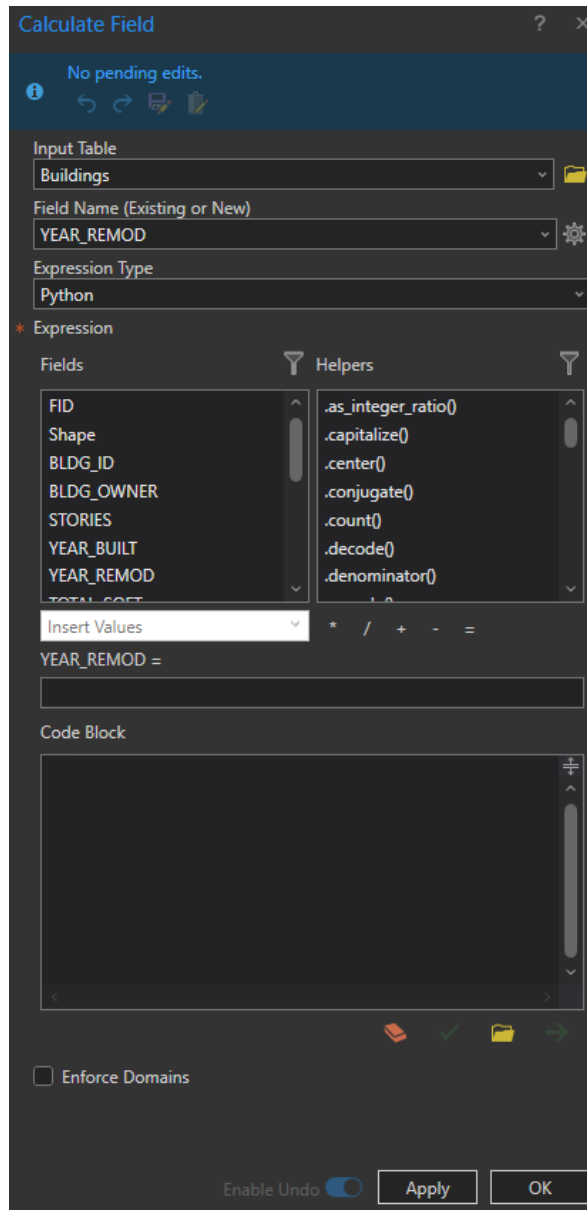 Calculate Field ? ×
No pending edits.
Input Table
Buildings
Field Name (Existing or New)
YEAR_REMOD
Expression Type
Python
* Expression
Fields
FID
Shape
BLDG_ID
BLDG_OWNER
STORIES
YEAR_BUILT
YEAR_REMOD
Helpers
.as_integer_ratio()
.capitalize()
.center()
.conjugate()
.count()
.decode()
.denominator()
Insert Values * / + - =
YEAR_REMOD =
Code Block
Enforce Domains
Enable Undo Apply OK